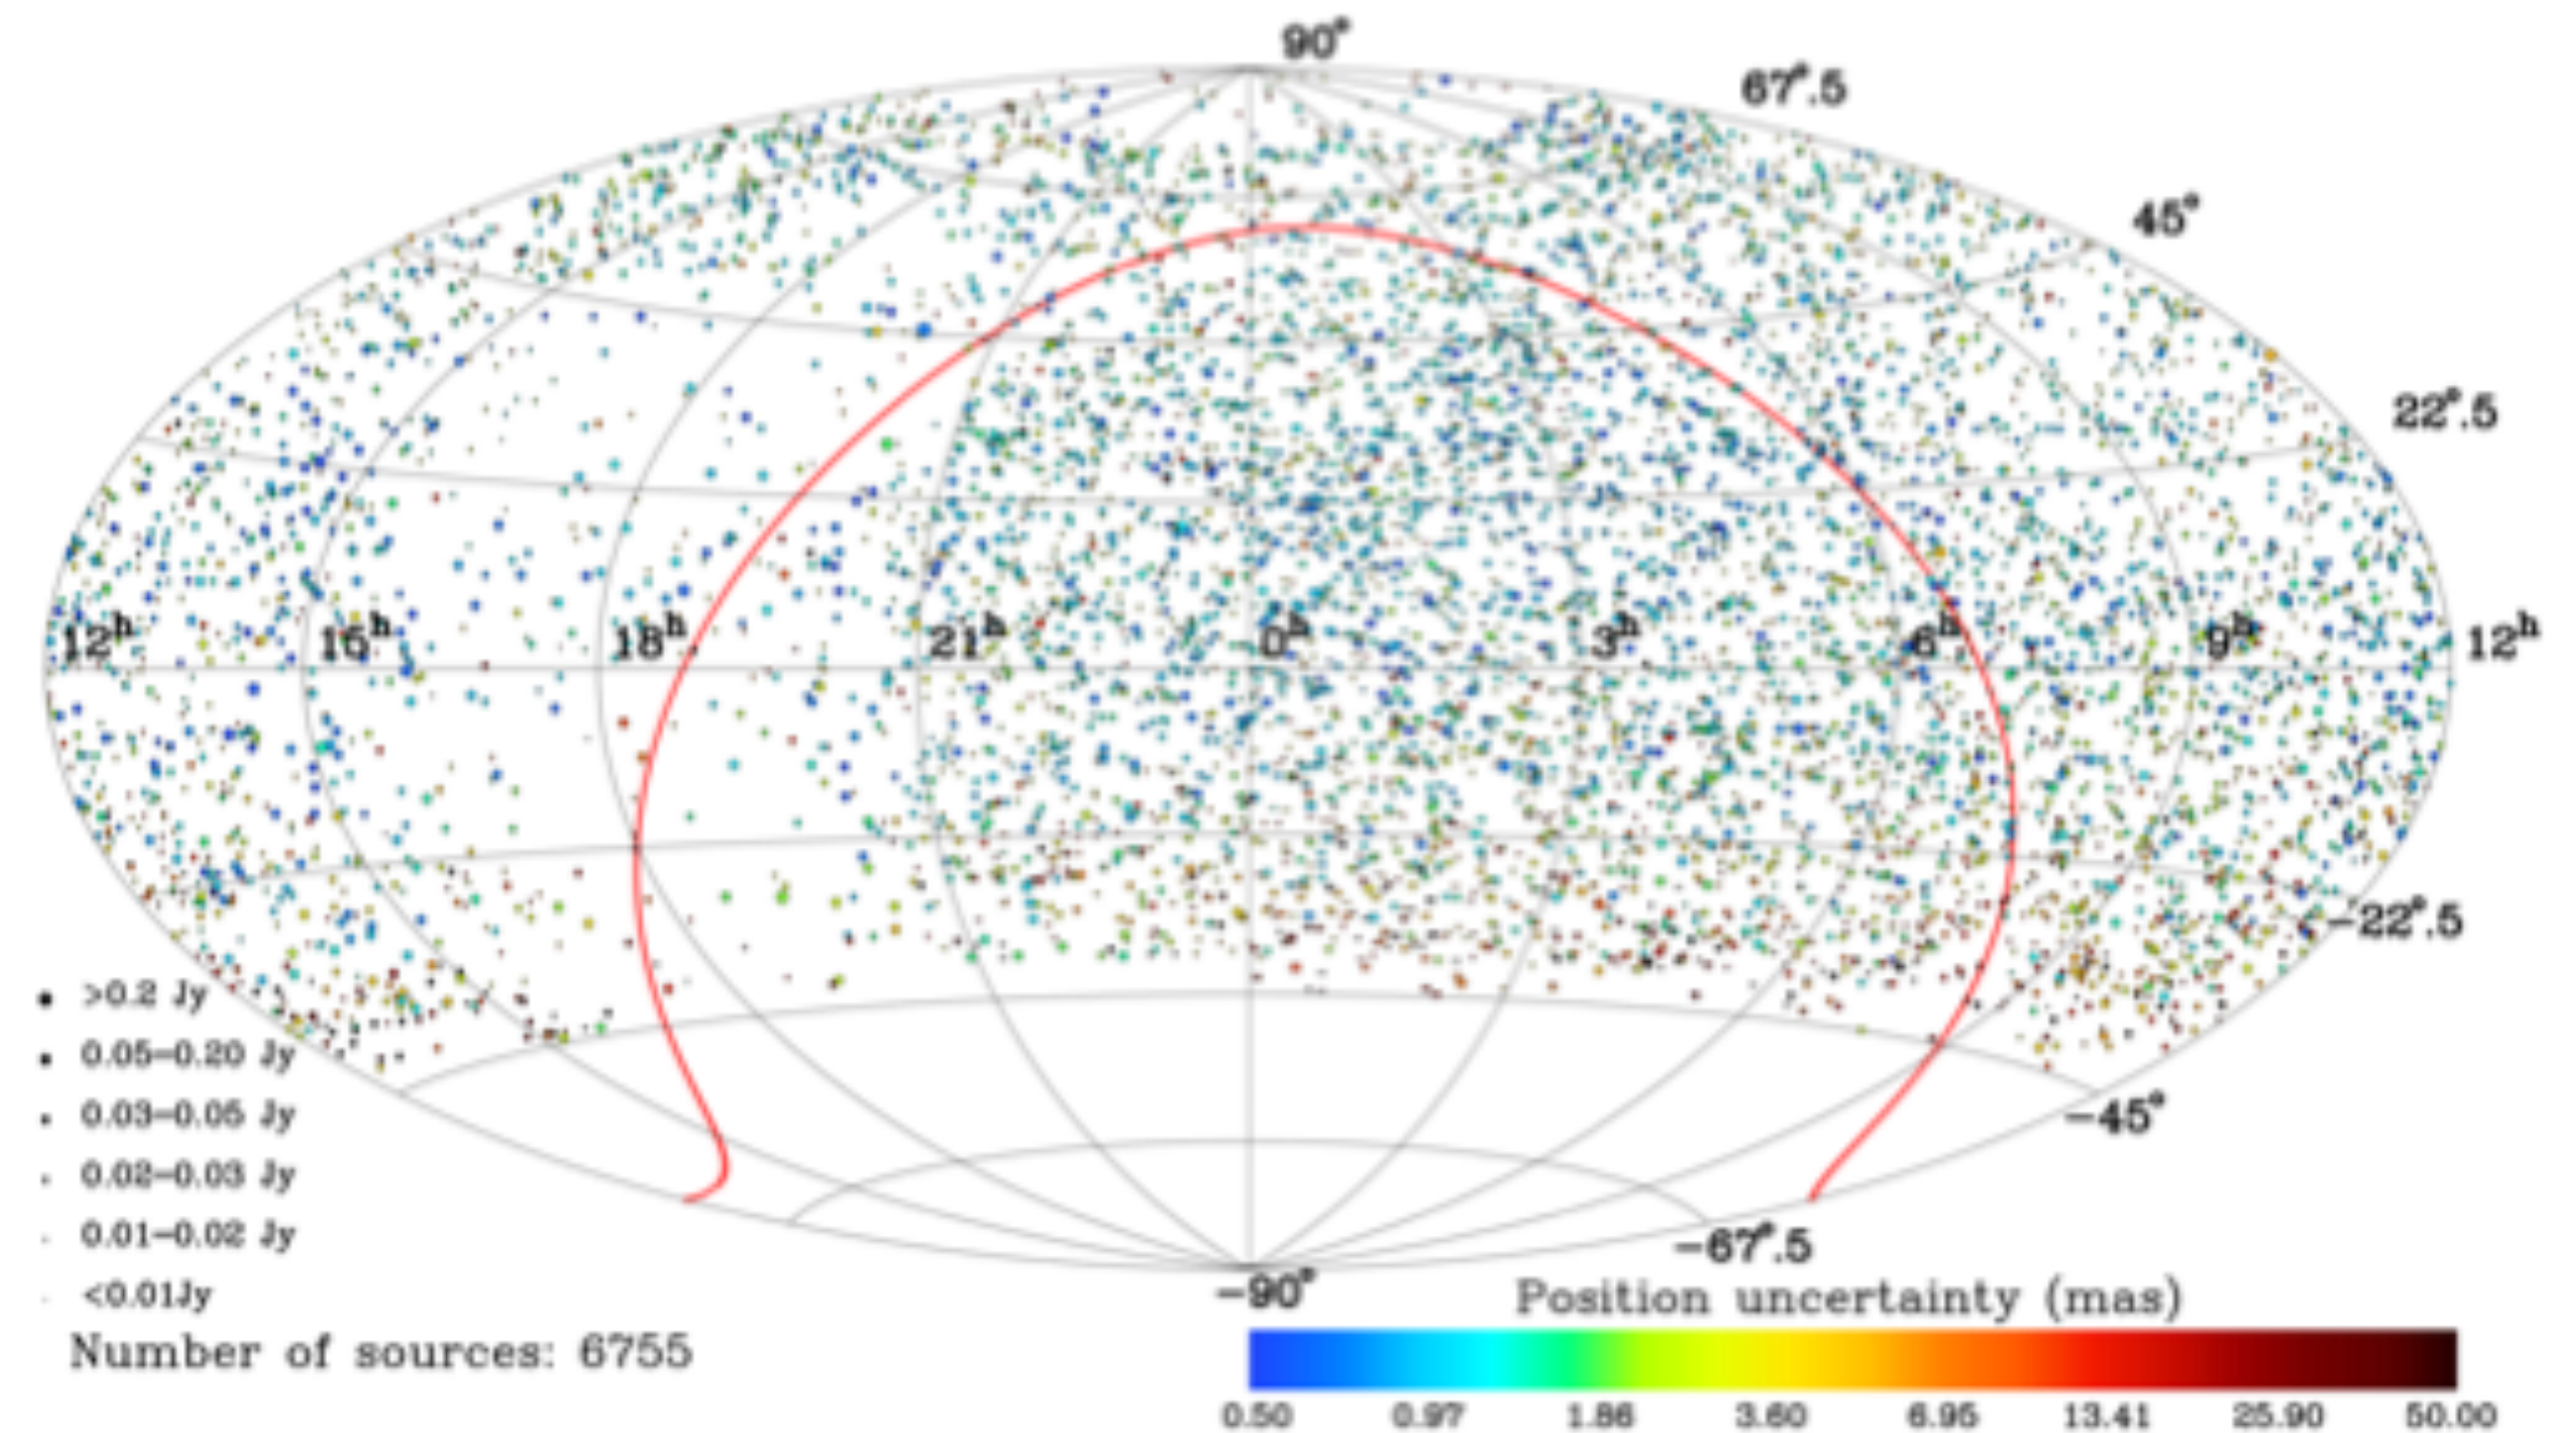 90°
67°.5
45°
22°.5
12ʰ 15ʰ 18ʰ 21ʰ 0ʰ 3ʰ 6ʰ 9ʰ 12ʰ
−22°.5
>0.2 Jy
0.05−0.20 Jy
−45°
0.03−0.05 Jy
0.02−0.03 Jy
0.01−0.02 Jy
−67°.5
<0.01Jy
−90°
Position uncertainty (mas)
Number of sources: 6755
0.50 0.97 1.86 3.60 6.95 13.41 25.90 50.00